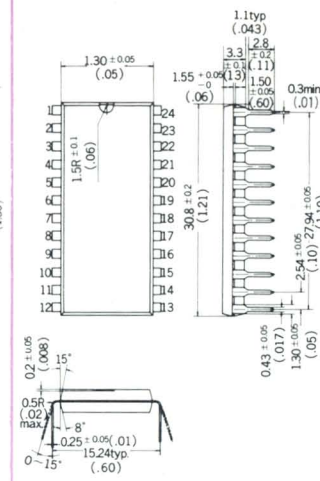 1.1typ
(.043)
3.3
± 0.1
(.13)
2.8
± 0.2
(.11)
1.30 ± 0.05
(.05)
1.55 + 0.05
-0
(.06)
1.50
± 0.05
(.60)
0.3min
(.01)
1 24
2 23
3 22
4 21
5 20
6 19
7 18
8 17
9 16
10 15
11 14
12 13
1.5R ± 0.1
(.06)
30.8 ± 0.2
(1.21)
27.94 ± 0.05
2.54 ± 0.05
(.10)
0.43 ± 0.05
(.017)
1.30 ± 0.05
(.05)
0.2 ± 0.05
(.008)
15°
0.5R
(.02)
max.
8°
0.25 ± 0.05 (.01)
0~15°
15.24typ.
(.60)